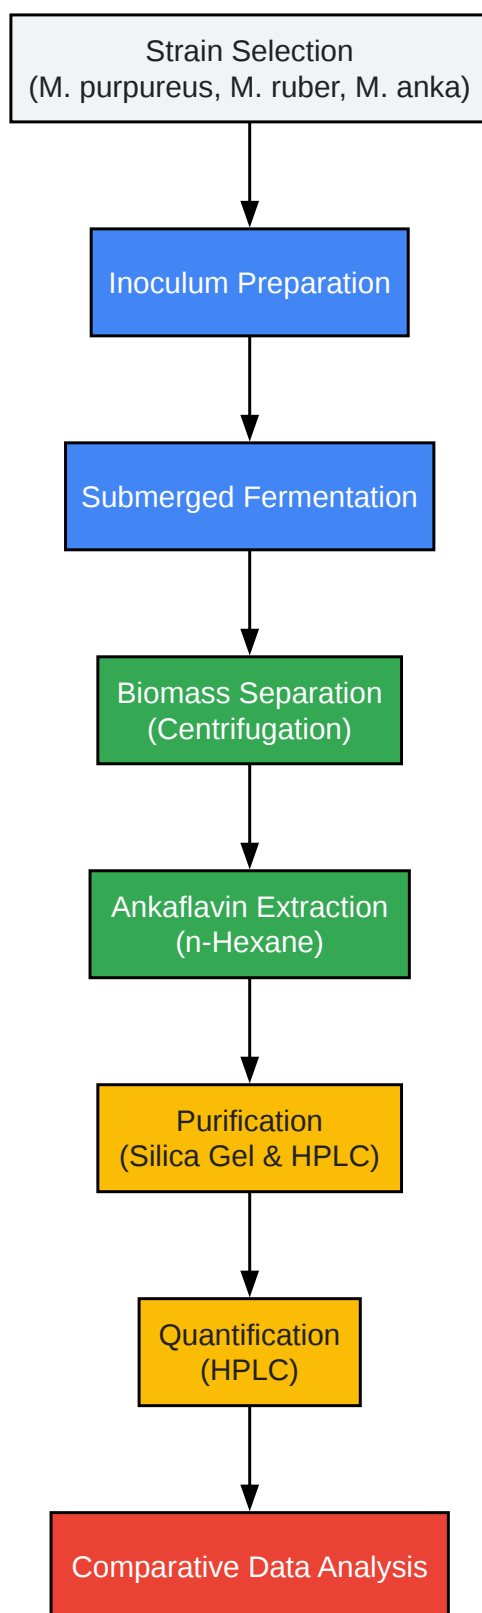 Strain Selection
(M. purpureus, M. ruber, M. anka)
Inoculum Preparation
Submerged Fermentation
Biomass Separation
(Centrifugation)
Ankaflavin Extraction
(n-Hexane)
Purification
(Silica Gel & HPLC)
Quantification
(HPLC)
Comparative Data Analysis